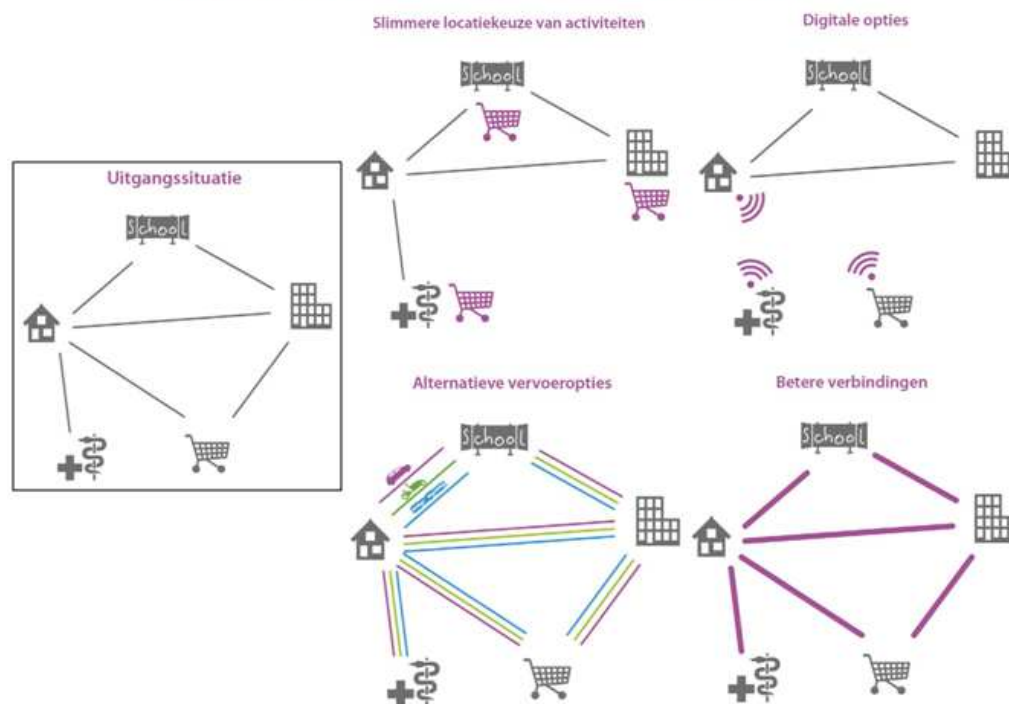 Slimmere locatiekeuze van activiteiten
Digitale opties
School
School
Uitgangssituatie
School
Alternatieve vervoeropties
Betere verbindingen
School
School